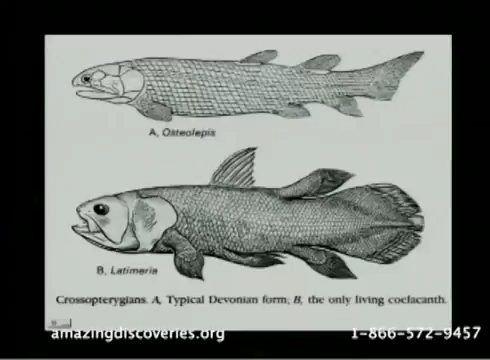 A, Osteolepis
B, Latimeria
Crossopterygians. A, Typical Devonian form; B, the only living coelacanth.
amazingdiscoveries.org 1-866-572-9457